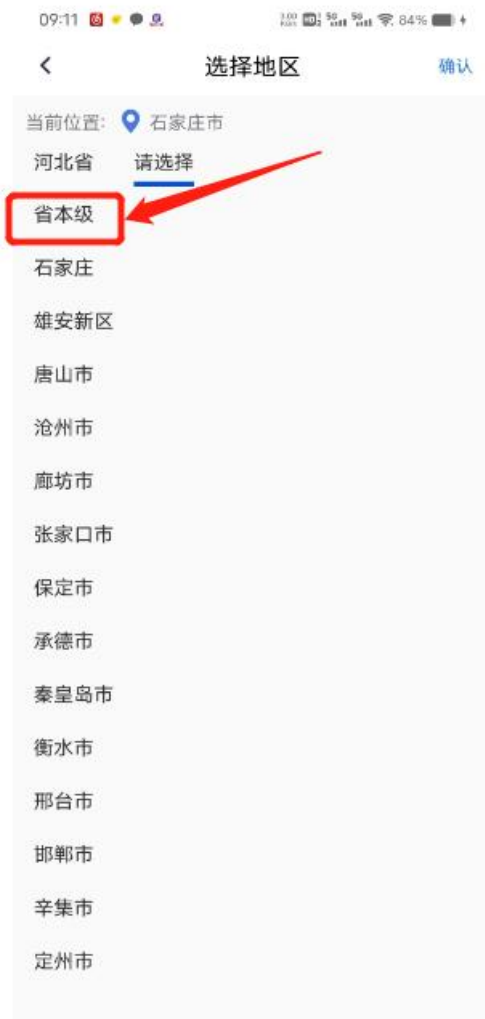 09:11 84%
选择地区 确认
当前位置: 石家庄市
河北省 请选择
省本级
石家庄
雄安新区
唐山市
沧州市
廊坊市
张家口市
保定市
承德市
秦皇岛市
衡水市
邢台市
邯郸市
辛集市
定州市